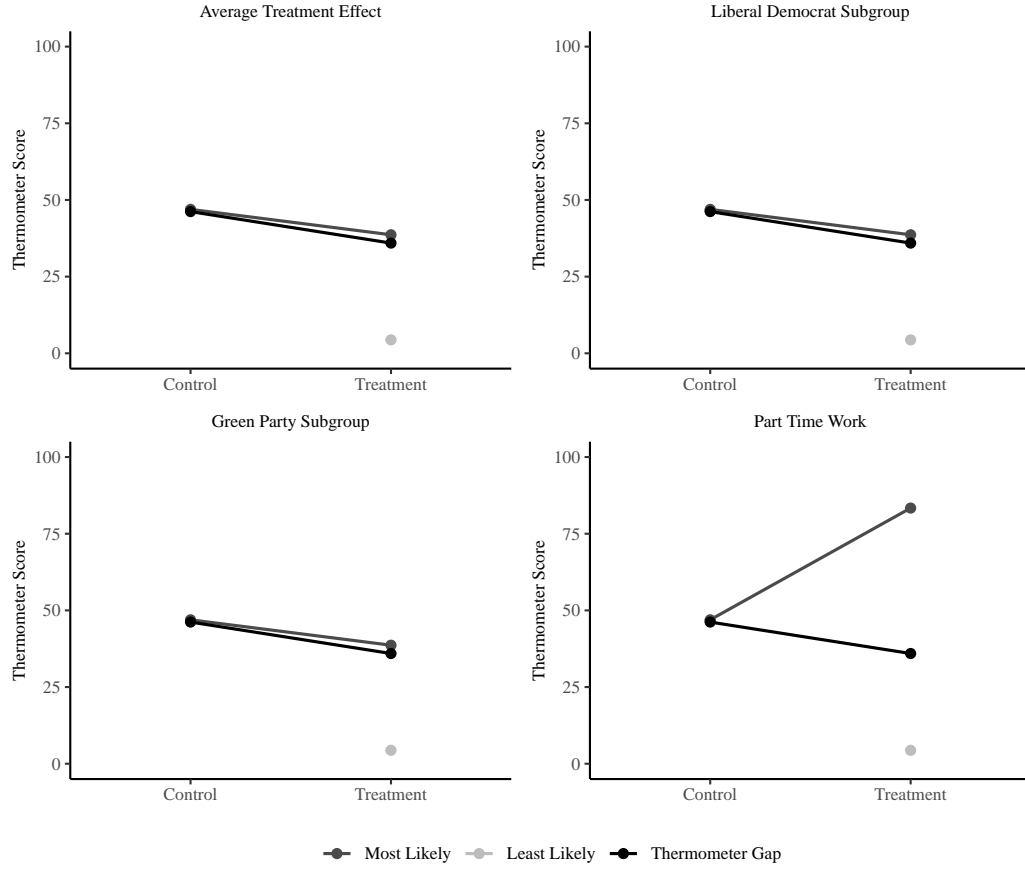 Average Treatment Effect
Liberal Democrat Subgroup
Thermometer Score
100
75
50
25
0
Control Treatment
Thermometer Score
100
75
50
25
0
Control Treatment
Green Party Subgroup
Part Time Work
Thermometer Score
100
75
50
25
0
Control Treatment
Thermometer Score
100
75
50
25
0
Control Treatment
Most Likely Least Likely Thermometer Gap